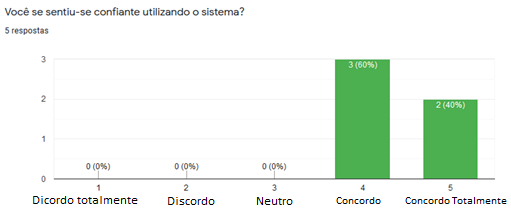 Você se sentiu-se confiante utilizando o sistema?
5 respostas
3
2
1
0
0 (0%)
0 (0%)
0 (0%)
3 (60%)
2 (40%)
1
2
3
4
5
Dicordo totalmente
Discordo
Neutro
Concordo
Concordo Totalmente